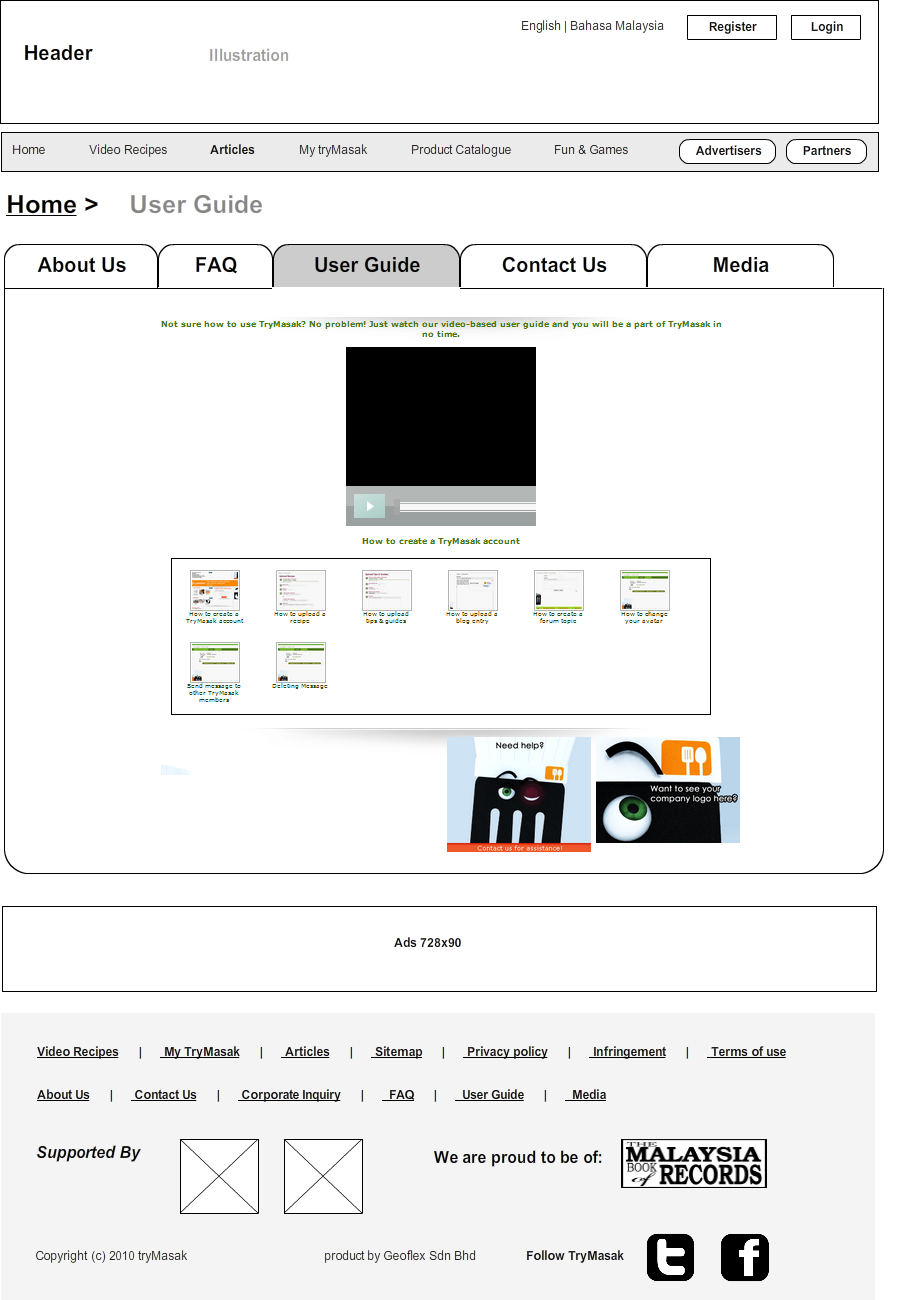 English | Bahasa Malaysia
Register
Login
Header
Illustration
Home
Video Recipes
Articles
My tryMasak
Product Catalogue
Fun & Games
Advertisers
Partners
Home >
User Guide
About Us
FAQ
User Guide
Contact Us
Media
Not sure how to use TryMasak? No problem! Just watch our video-based user guide and you will be a part of TryMasak in
no time.
How to create a TryMasak account
How to create a
TryMasak account
How to upload a
recipe
How to upload
tips & guides
How to upload a
blog entry
How to create a
forum topic
How to change
your avatar
Send message to
other TryMasak
members
Deleting Message
Need help?
Contact us for assistance!
Want to see your
company logo here?
Ads 728x90
Video Recipes | My TryMasak | Articles | Sitemap | Privacy policy | Infringement | Terms of use
About Us | Contact Us | Corporate Inquiry | FAQ | User Guide | Media
Supported By
We are proud to be of:
THE
MALAYSIA
BOOK
of RECORDS
Copyright (c) 2010 tryMasak
product by Geoflex Sdn Bhd
Follow TryMasak